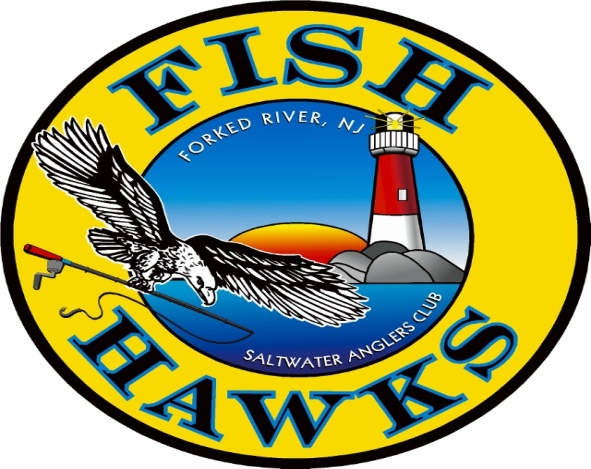 FISH
FORKED RIVER, NJ
SALTWATER ANGLERS CLUB
HAWKS